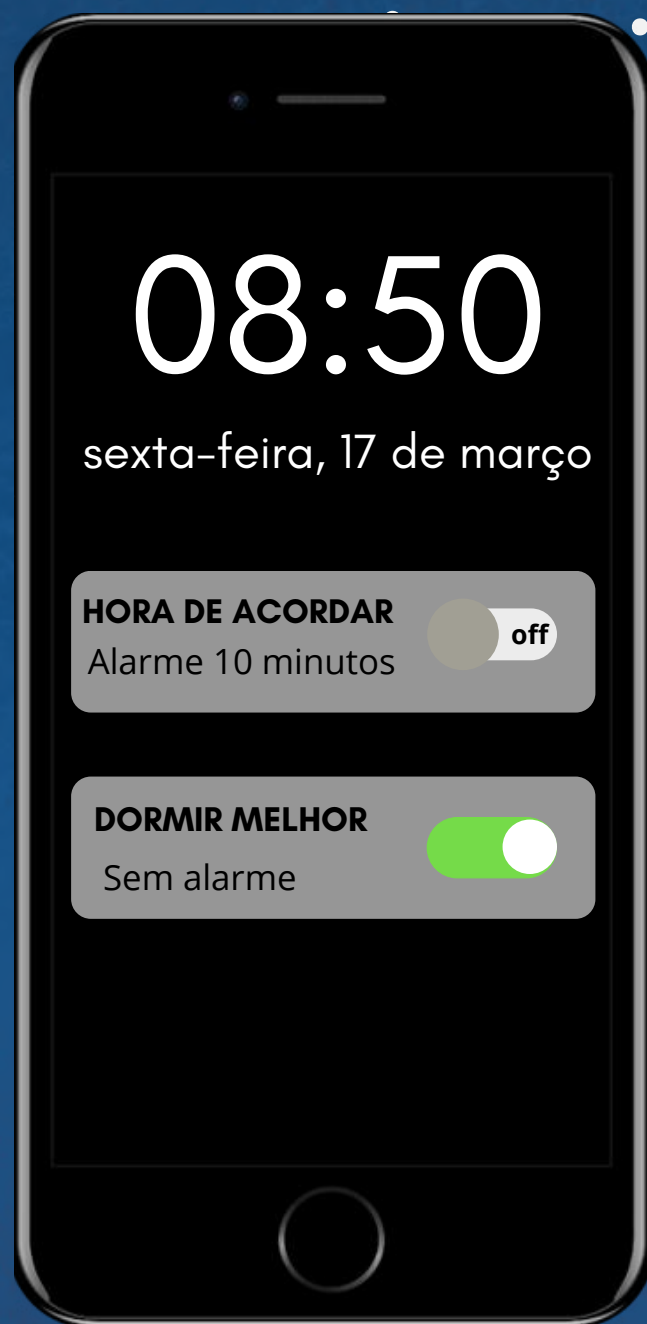 08:50
sexta-feira, 17 de março
HORA DE ACORDAR
off
Alarme 10 minutos
DORMIR MELHOR
Sem alarme